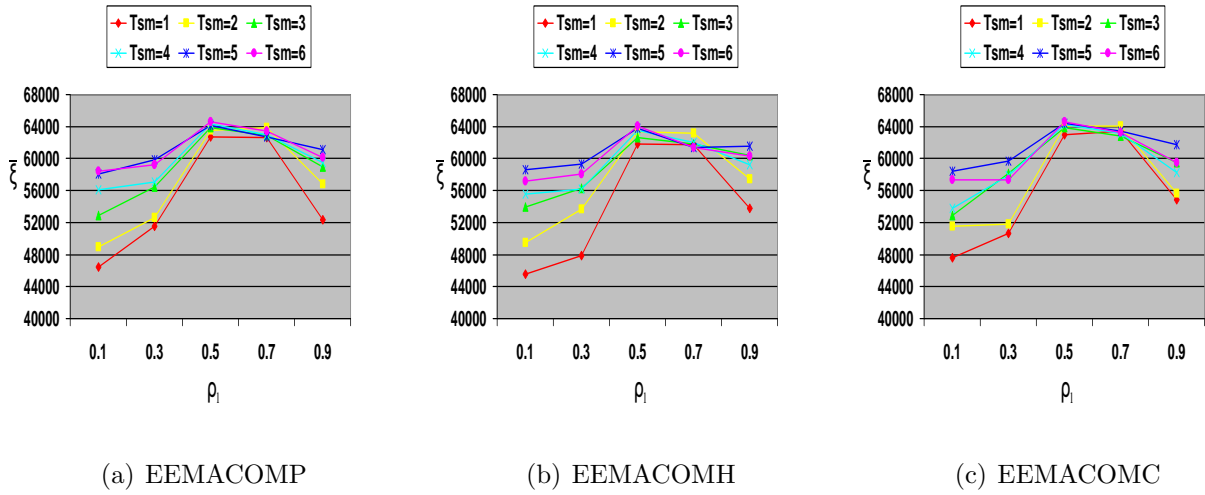 Tsm=1 Tsm=2 Tsm=3
Tsm=4 Tsm=5 Tsm=6
68000
64000
60000
56000
52000
48000
44000
40000
ξ̄
0.1 0.3 0.5 0.7 0.9
ρl
(a) EEMACOMP
Tsm=1 Tsm=2 Tsm=3
Tsm=4 Tsm=5 Tsm=6
68000
64000
60000
56000
52000
48000
44000
40000
ξ̄
0.1 0.3 0.5 0.7 0.9
ρl
(b) EEMACOMH
Tsm=1 Tsm=2 Tsm=3
Tsm=4 Tsm=5 Tsm=6
68000
64000
60000
56000
52000
48000
44000
40000
ξ̄
0.1 0.3 0.5 0.7 0.9
ρl
(c) EEMACOMC